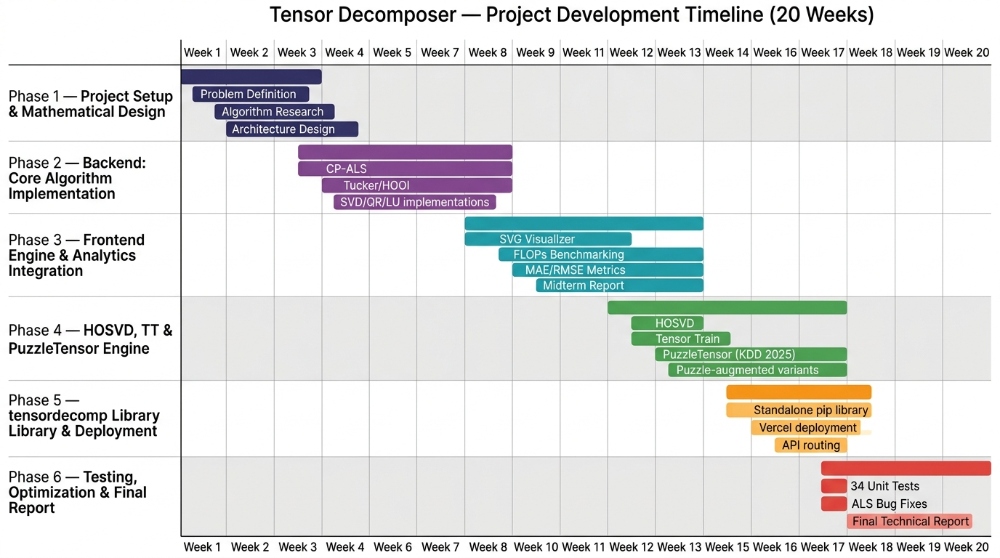 Tensor Decomposer — Project Development Timeline (20 Weeks)
Week 1 Week 2 Week 3 Week 4 Week 5 Week 7 Week 8 Week 9 Week 11 Week 12 Week 13 Week 14 Week 16 Week 17 Week 18 Week 19 Week 20
Phase 1 — Project Setup
& Mathematical Design
Problem Definition
Algorithm Research
Architecture Design
Phase 2 — Backend:
Core Algorithm
Implementation
CP-ALS
Tucker/HOOI
SVD/QR/LU implementations
Phase 3 — Frontend
Engine & Analytics
Integration
SVG Visuallzer
FLOPs Benchmarking
MAE/RMSE Metrics
Midterm Report
Phase 4 — HOSVD, TT &
PuzzleTensor Engine
HOSVD
Tensor Train
PuzzleTensor (KDD 2025)
Puzzle-augmented variants
Phase 5 —
tensordecomp Library
Library & Deployment
Standalone pip library
Vercel deployment
API routing
Phase 6 — Testing,
Optimization & Final
Report
34 Unit Tests
ALS Bug Fixes
Final Technical Report
Week 1 Week 2 Week 3 Week 4 Week 5 Week 6 Week 7 Week 8 Week 10 Week 11 Week 12 Week 13 Week 15 Week 16 Week 17 Week 18 Week 19 Week 20